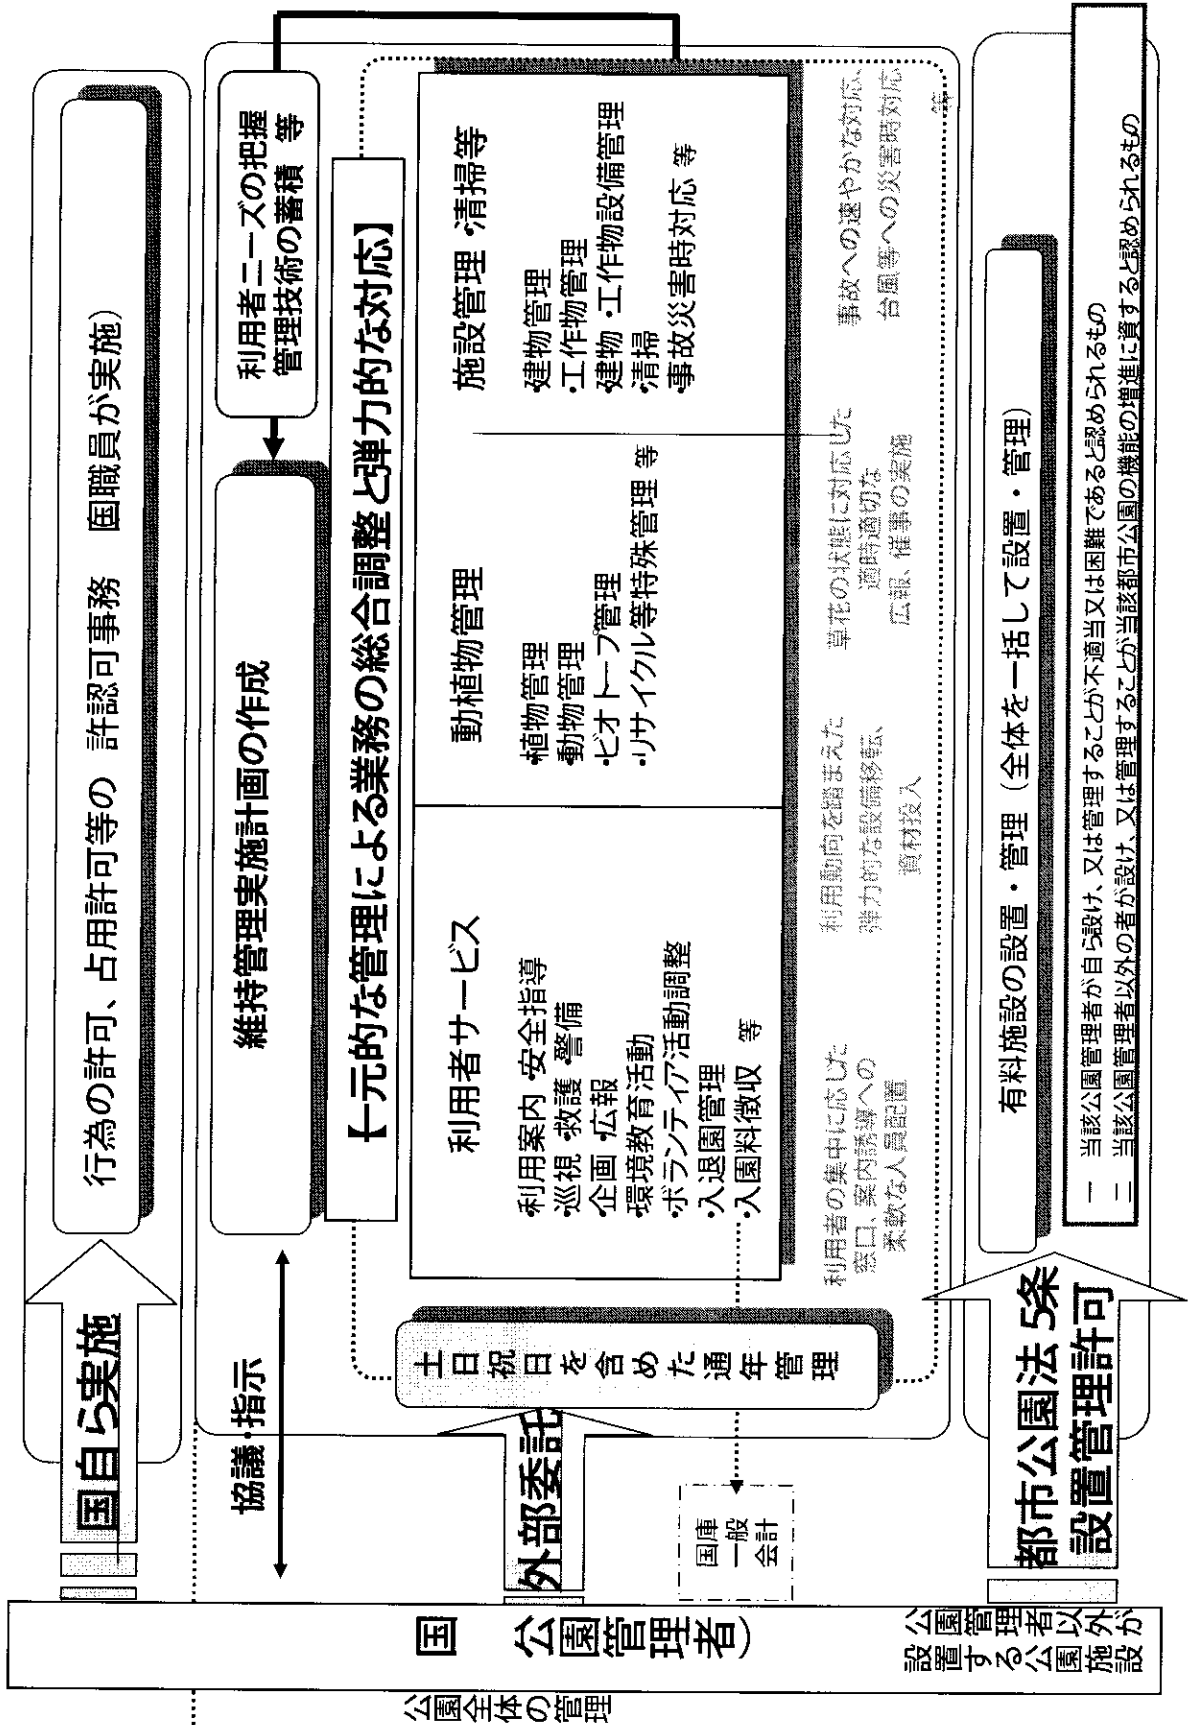 公園全体の管理
国 公園管理者)
公園管理者以外が
設置する公園施設
国自ら実施
行為の許可、占用許可等の 許認可事務 国職員が実施)
協議・指示
維持管理実施計画の作成
利用者ニーズの把握
管理技術の蓄積 等
【一元的な管理による業務の総合調整と弾力的な対応】
外部委託
土日祝日を含めた通年管理
利用者サービス
・利用案内・安全指導
・巡視・救護・警備
・企画・広報
・環境教育活動
・ボランティア活動調整
・入退園管理
・入園料徴収 等
動植物管理
・植物管理
・動物管理
・ビオトープ管理
・リサイクル等特殊管理 等
施設管理・清掃等
・建物管理
・工作物管理
・建物・工作物設備管理
・清掃
・事故災害時対応 等
国庫
一般
会計
利用者の集中に応じた
窓口、案内誘導への
柔軟な人員配置
利用動向を踏まえた
弾力的な設備移転、
資材投入
草花の状態に対応した
適時適切な
広報、催事の実施
事故への速やかな対応、
台風等への災害時対応
等
都市公園法5条
設置管理許可
有料施設の設置・管理（全体を一括して設置・管理）
一 当該公園管理者が自ら設け、又は管理することが不適当又は困難であると認められるもの
二 当該公園管理者以外の者が設け、又は管理することが当該都市公園の機能の増進に資すると認められるもの